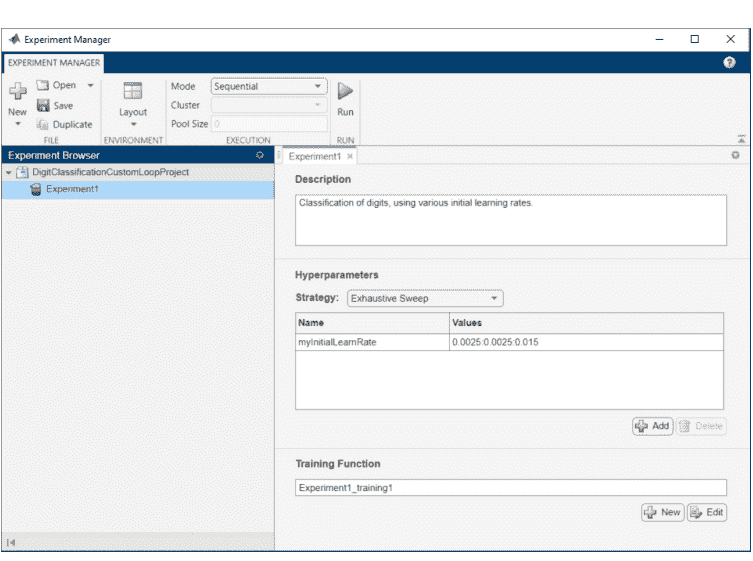 Experiment Manager
EXPERIMENT MANAGER
?
New
Open
Save
Duplicate
FILE
Layout
ENVIRONMENT
Mode Sequential
Cluster
Pool Size 0
EXECUTION
Run
RUN
Experiment Browser
DigitClassificationCustomLoopProject
Experiment1
Experiment1
Description
Classification of digits, using various initial learning rates.
Hyperparameters
Strategy: Exhaustive Sweep
Name Values
myInitialLearnRate 0.0025:0.0025:0.015
Add Delete
Training Function
Experiment1_training1
New Edit